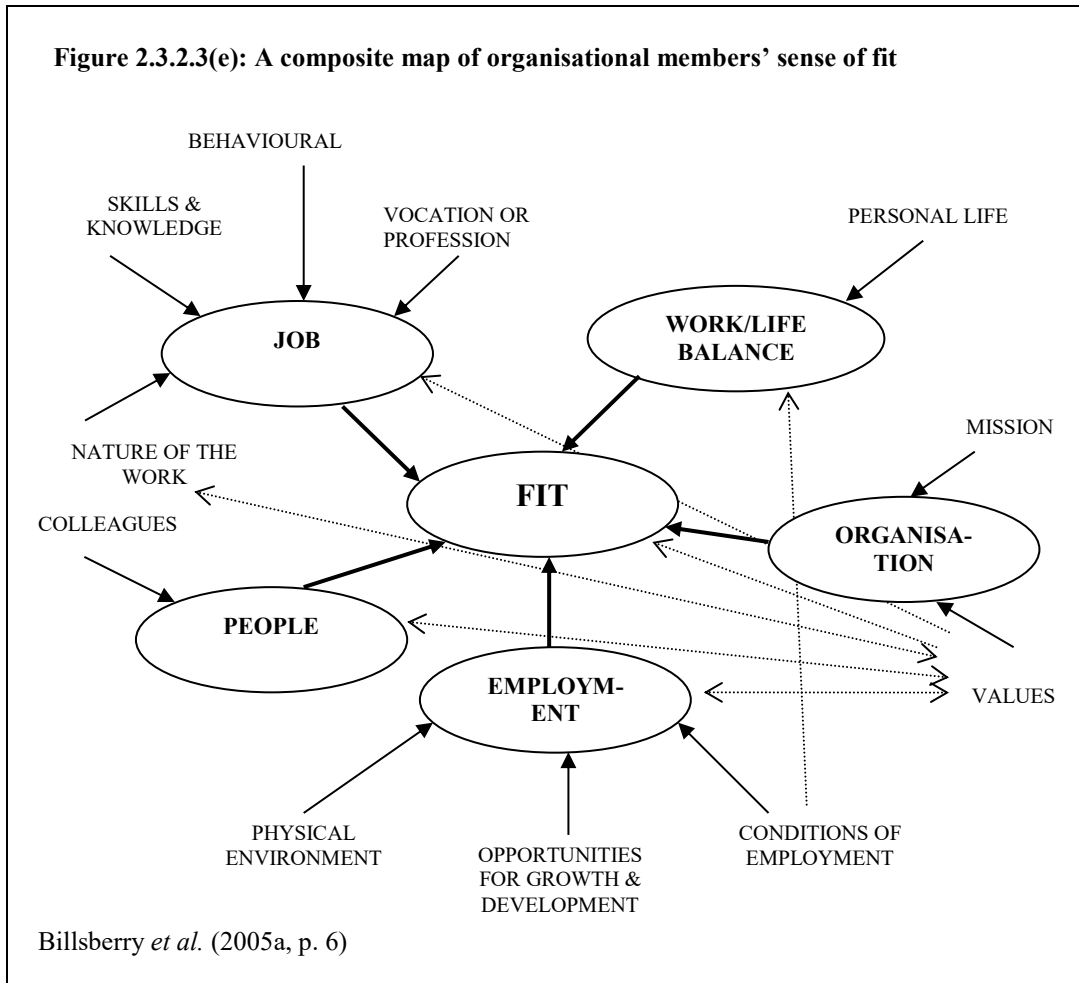 Figure 2.3.2.3(e): A composite map of organisational members’ sense of fit
BEHAVIOURAL
SKILLS &
KNOWLEDGE
VOCATION OR
PROFESSION
PERSONAL LIFE
JOB
WORK/LIFE
BALANCE
MISSION
NATURE OF THE
WORK
FIT
COLLEAGUES
ORGANISA-
TION
PEOPLE
EMPLOYM-
ENT
VALUES
PHYSICAL
ENVIRONMENT
OPPORTUNITIES
FOR GROWTH &
DEVELOPMENT
CONDITIONS OF
EMPLOYMENT
Billsberry et al. (2005a, p. 6)